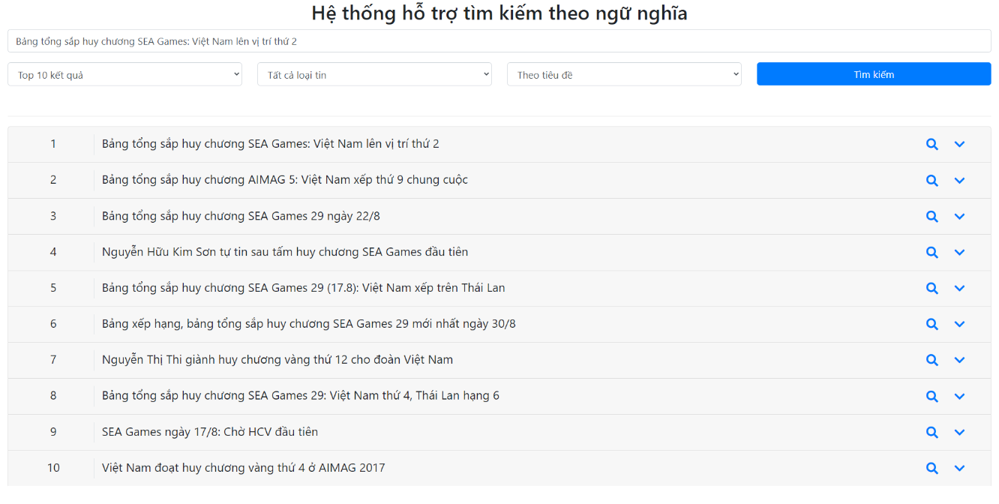 Hệ thống hỗ trợ tìm kiếm theo ngữ nghĩa
Bảng tổng sắp huy chương SEA Games: Việt Nam lên vị trí thứ 2
Top 10 kết quả
Tất cả loại tin
Theo tiêu đề
Tìm kiếm
1 Bảng tổng sắp huy chương SEA Games: Việt Nam lên vị trí thứ 2
2 Bảng tổng sắp huy chương AIMAG 5: Việt Nam xếp thứ 9 chung cuộc
3 Bảng tổng sắp huy chương SEA Games 29 ngày 22/8
4 Nguyễn Hữu Kim Sơn tự tin sau tấm huy chương SEA Games đầu tiên
5 Bảng tổng sắp huy chương SEA Games 29 (17.8): Việt Nam xếp trên Thái Lan
6 Bảng xếp hạng, bảng tổng sắp huy chương SEA Games 29 mới nhất ngày 30/8
7 Nguyễn Thị Thi giành huy chương vàng thứ 12 cho đoàn Việt Nam
8 Bảng tổng sắp huy chương SEA Games 29: Việt Nam thứ 4, Thái Lan hạng 6
9 SEA Games ngày 17/8: Chờ HCV đầu tiên
10 Việt Nam đoạt huy chương vàng thứ 4 ở AIMAG 2017